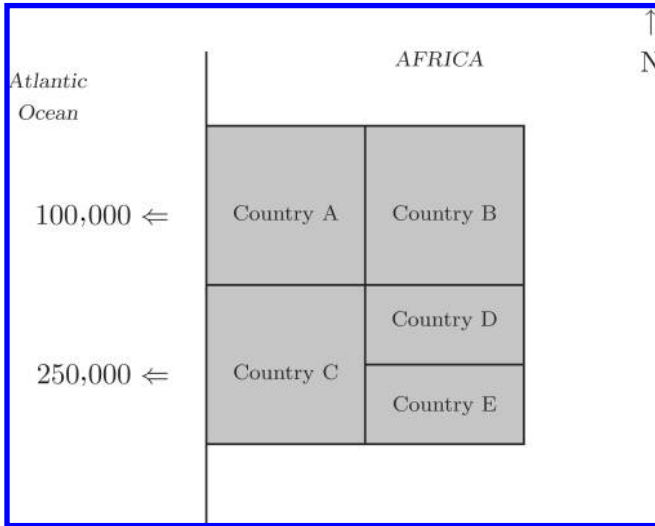 AFRICA
↑
N
Atlantic
Ocean
100,000 ⇐
Country A
Country B
Country D
250,000 ⇐
Country C
Country E